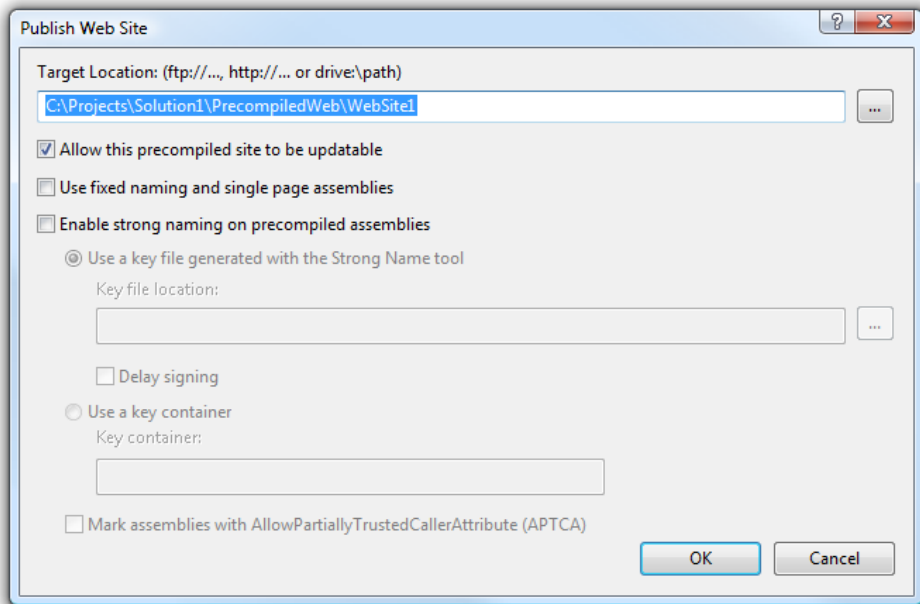 Publish Web Site
?
Target Location: (ftp://..., http://... or drive:\path)
C:\Projects\Solution1\PrecompiledWeb\WebSite1
...
Allow this precompiled site to be updatable
Use fixed naming and single page assemblies
Enable strong naming on precompiled assemblies
Use a key file generated with the Strong Name tool
Key file location:
...
Delay signing
Use a key container
Key container:
Mark assemblies with AllowPartiallyTrustedCallerAttribute (APTCA)
OK Cancel